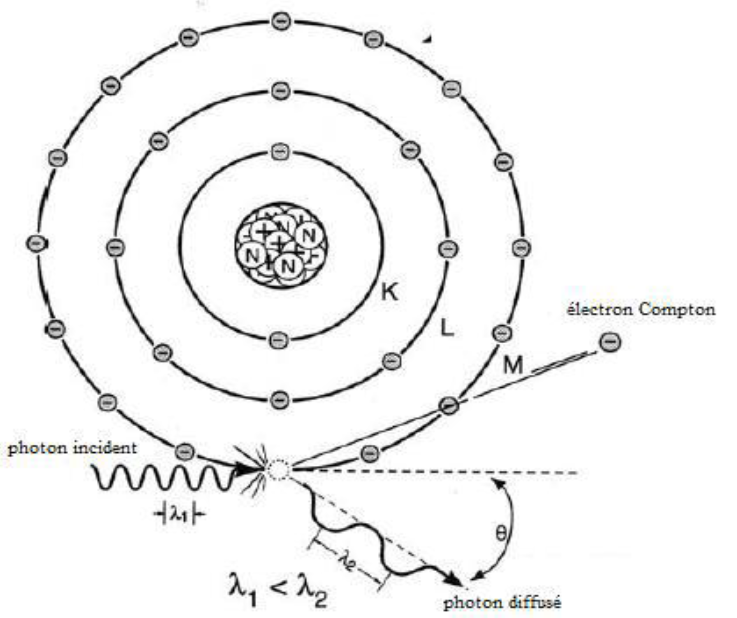 K
L
électron Compton
M
photon incident
λ₁
θ
λ₂
λ₁ < λ₂
photon diffusé
N
N
N
N
N
+
+
+